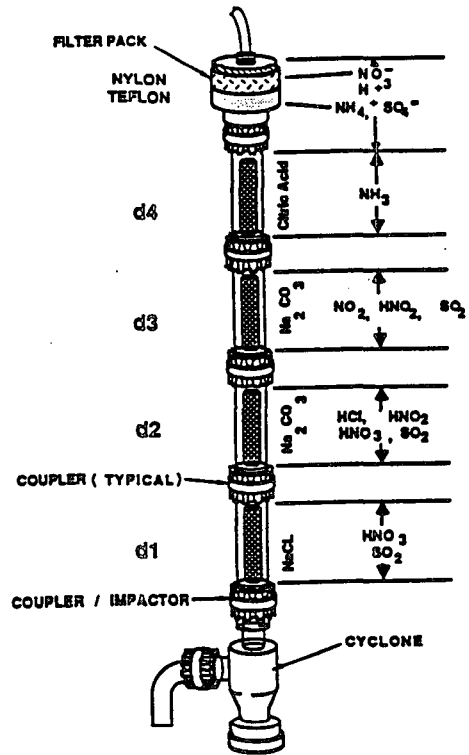 FILTER PACK
NYLON
TEFLON
NO3-
H+
NH4+, SO4=
d4
Citric Acid
NH3
d3
Na2CO3
NO2, HNO2, SO2
d2
Na2CO3
HCl, HNO2
HNO3, SO2
COUPLER ( TYPICAL)
d1
NaCL
HNO3
SO2
COUPLER / IMPACTOR
CYCLONE